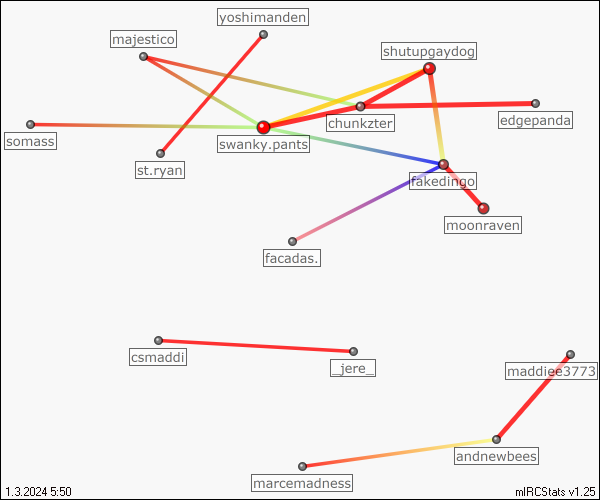 yoshimanden
majestico
shutupgaydog
chunkzter
edgepanda
somass
swanky.pants
st.ryan
fakedingo
moonraven
facadas.
csmaddi
_jere_
maddiee3773
andnewbees
marcemadness
1.3.2024 5:50
mIRCStats v1.25